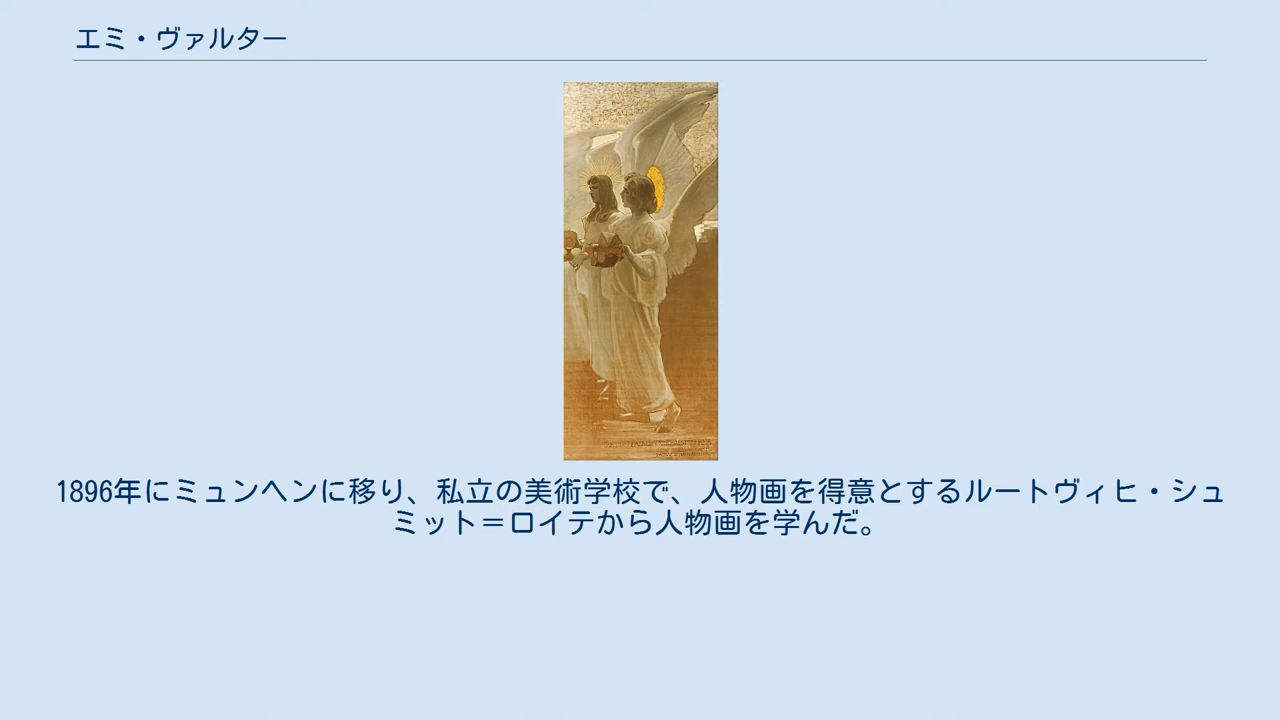 エミ・ヴァルター
1896年にミュンヘンに移り、私立の美術学校で、人物画を得意とするルートヴィヒ・シュ
ミット＝ロイテから人物画を学んだ。